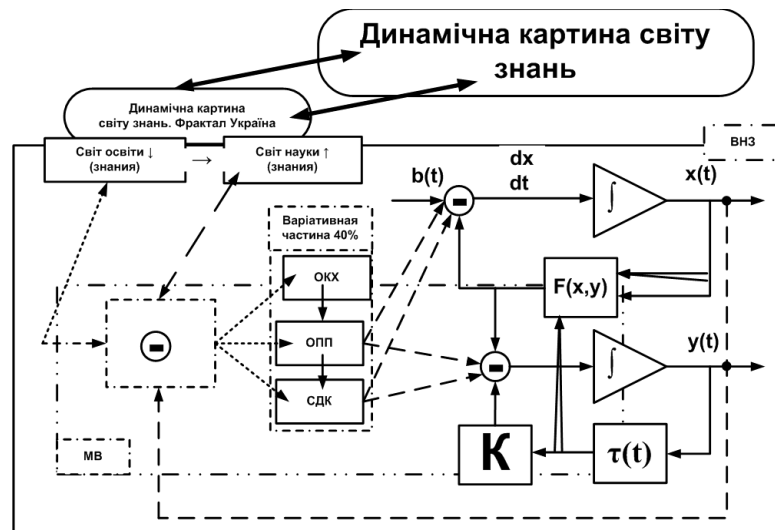 Динамічна картина світу
знань
Динамічна картина
світу знань. Фрактал Україна
Світ освіти ↓
(знания)
→
Світ науки ↑
(знания)
ВНЗ
b(t)
dx
dt
∫
x(t)
Варіативная
частина 40%
ОКХ
ОПП
СДК
F(x,y)
∫
y(t)
К
τ(t)
МВ